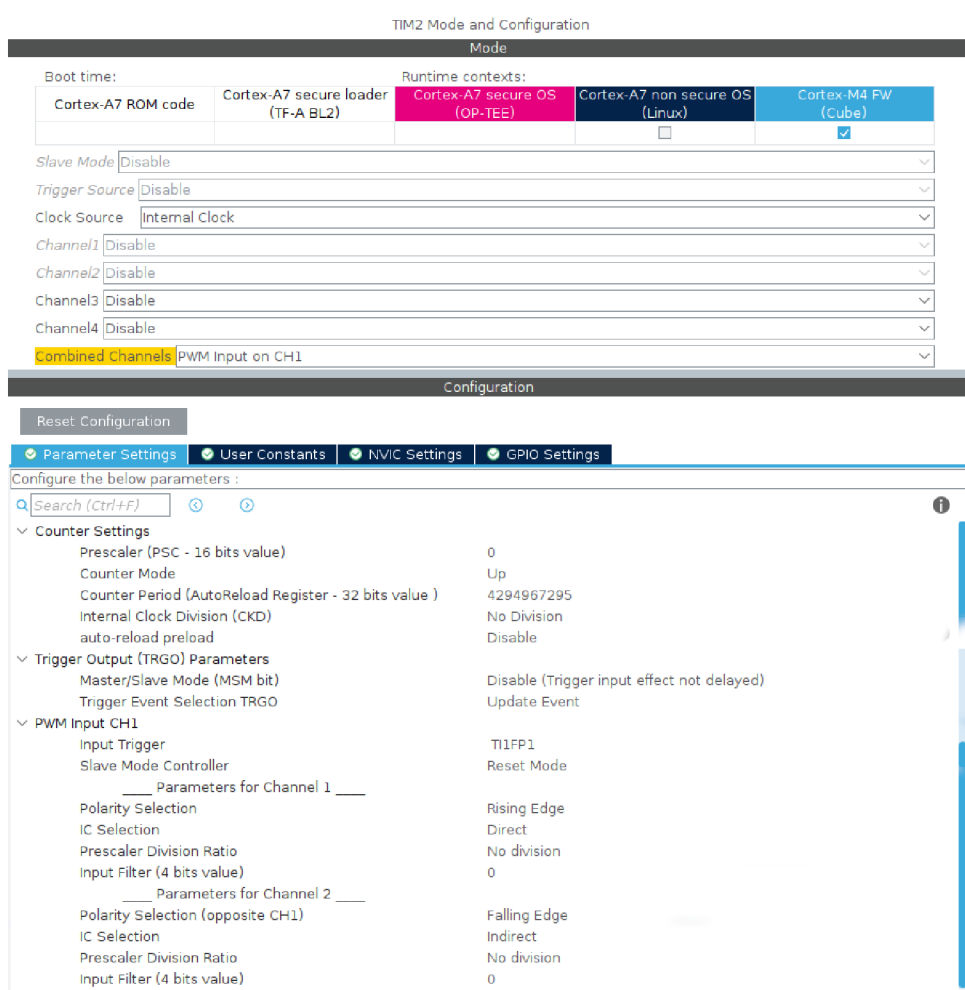 TIM2 Mode and Configuration
Mode
Boot time: Runtime contexts:
Cortex-A7 ROM code Cortex-A7 secure loader (TF-A BL2) Cortex-A7 secure OS (OP-TEE) Cortex-A7 non secure OS (Linux) Cortex-M4 FW (Cube)
Slave Mode Disable
Trigger Source Disable
Clock Source Internal Clock
Channel1 Disable
Channel2 Disable
Channel3 Disable
Channel4 Disable
Combined Channels PWM Input on CH1
Configuration
Reset Configuration
Parameter Settings User Constants NVIC Settings GPIO Settings
Configure the below parameters :
Search (Ctrl+F)
Counter Settings
Prescaler (PSC - 16 bits value) 0
Counter Mode Up
Counter Period (AutoReload Register - 32 bits value ) 4294967295
Internal Clock Division (CKD) No Division
auto-reload preload Disable
Trigger Output (TRGO) Parameters
Master/Slave Mode (MSM bit) Disable (Trigger input effect not delayed)
Trigger Event Selection TRGO Update Event
PWM Input CH1
Input Trigger TI1FP1
Slave Mode Controller Reset Mode
____ Parameters for Channel 1 ____
Polarity Selection Rising Edge
IC Selection Direct
Prescaler Division Ratio No division
Input Filter (4 bits value) 0
____ Parameters for Channel 2 ____
Polarity Selection (opposite CH1) Falling Edge
IC Selection Indirect
Prescaler Division Ratio No division
Input Filter (4 bits value) 0